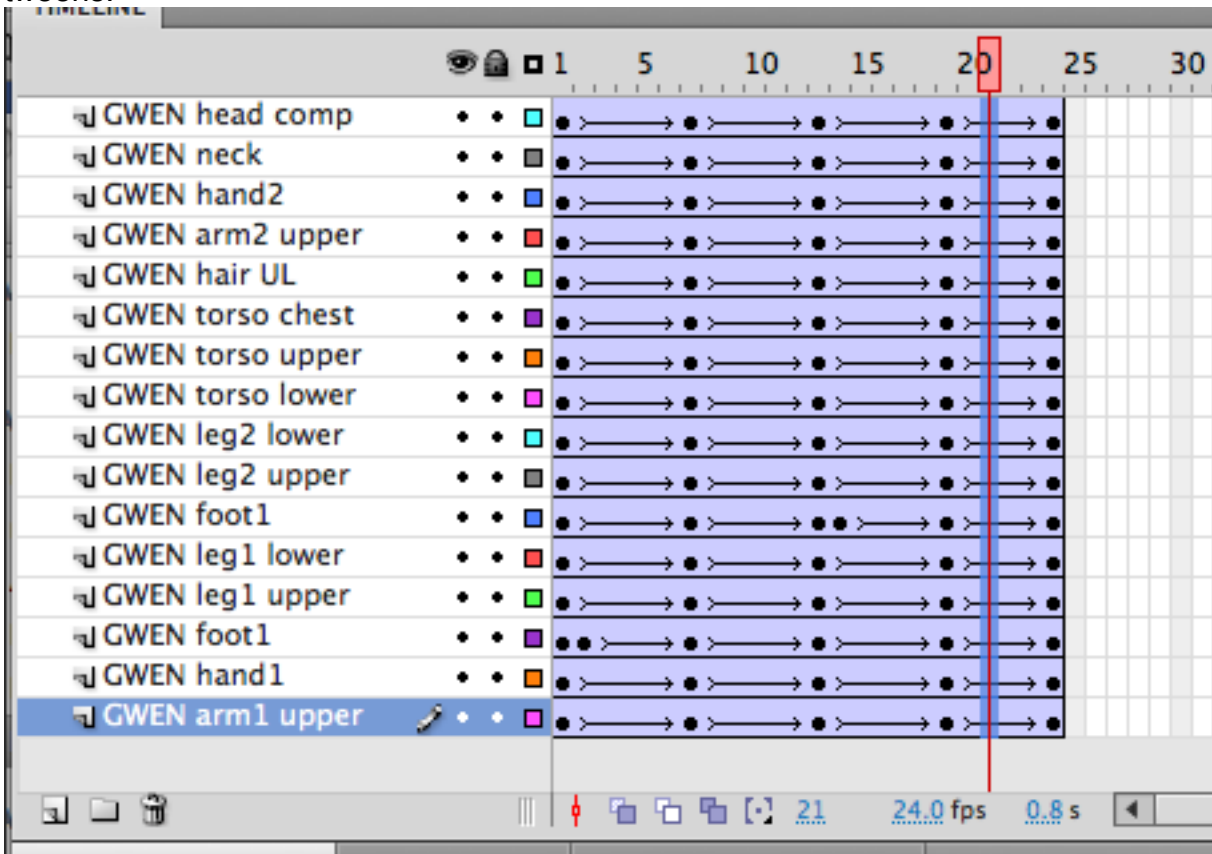 TIMELINE
1 5 10 15 20 25 30
GWEN head comp
GWEN neck
GWEN hand2
GWEN arm2 upper
GWEN hair UL
GWEN torso chest
GWEN torso upper
GWEN torso lower
GWEN leg2 lower
GWEN leg2 upper
GWEN foot1
GWEN leg1 lower
GWEN leg1 upper
GWEN foot1
GWEN hand1
GWEN arm1 upper
21 24.0 fps 0.8 s